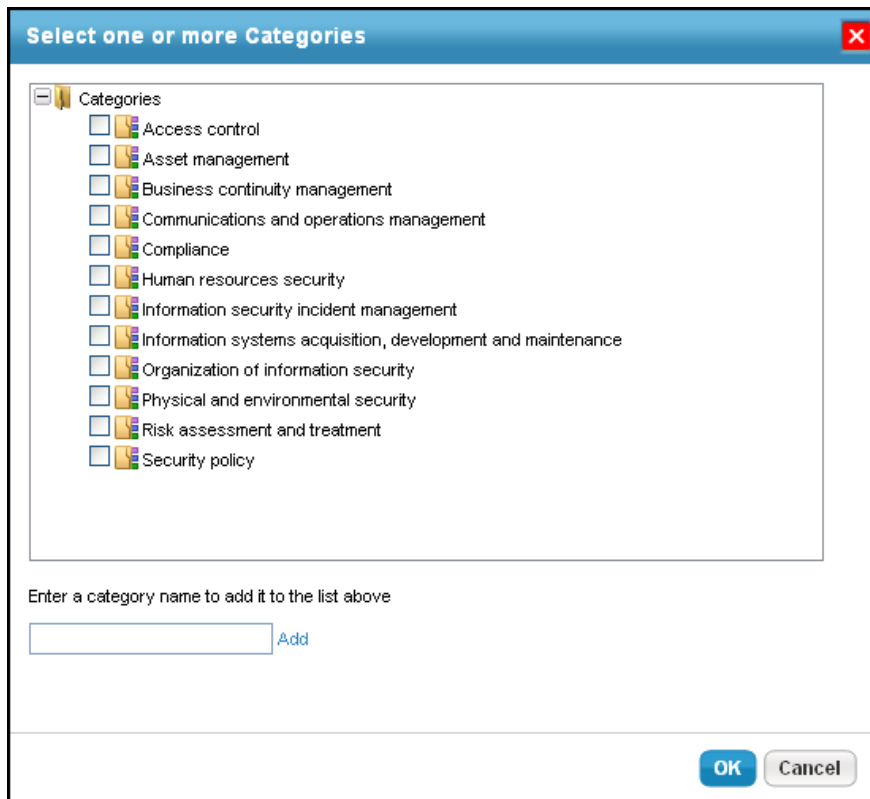 Select one or more Categories
Categories
Access control
Asset management
Business continuity management
Communications and operations management
Compliance
Human resources security
Information security incident management
Information systems acquisition, development and maintenance
Organization of information security
Physical and environmental security
Risk assessment and treatment
Security policy
Enter a category name to add it to the list above
Add
OK Cancel